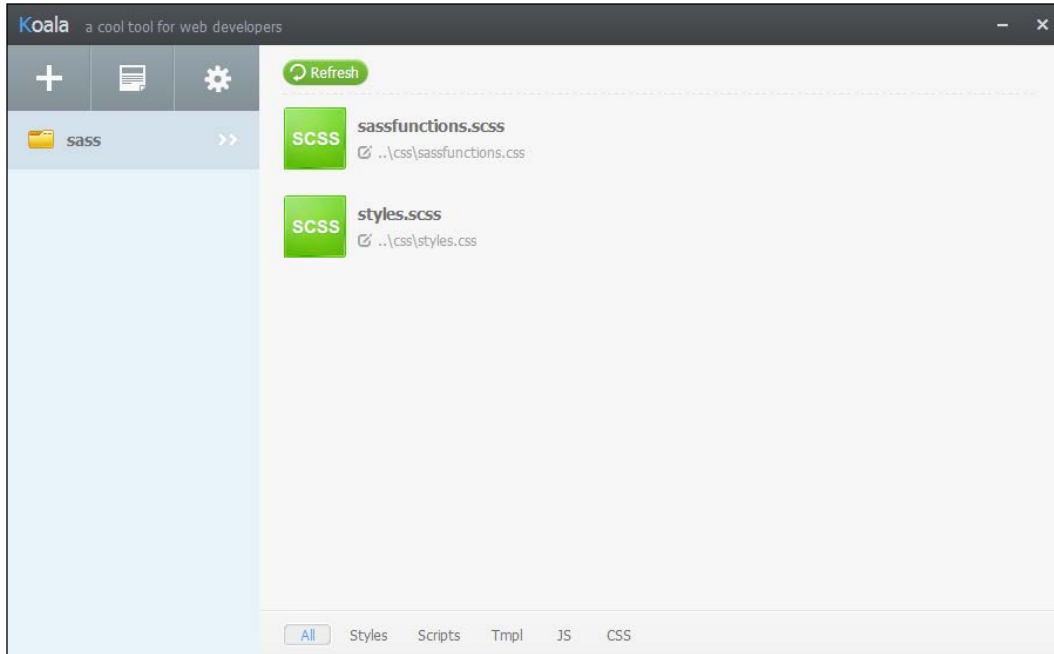 Koala a cool tool for web developers
Refresh
sass >>
SCSS
sassfunctions.scss
..\css\sassfunctions.css
SCSS
styles.scss
..\css\styles.css
All Styles Scripts Tmpl JS CSS